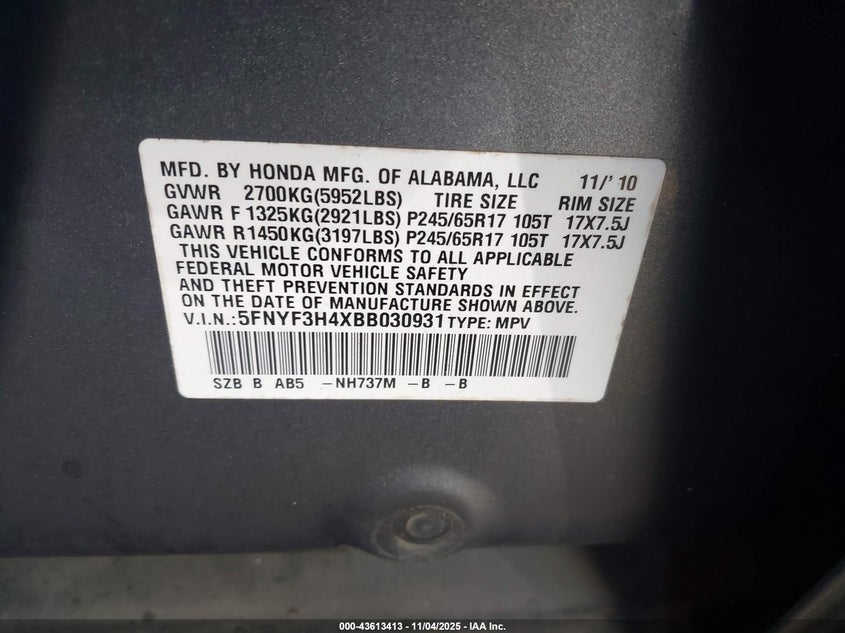 MFD. BY HONDA MFG. OF ALABAMA, LLC 11/' 10
GVWR 2700KG(5952LBS) TIRE SIZE RIM SIZE
GAWR F 1325KG(2921LBS) P245/65R17 105T 17X7.5J
GAWR R1450KG(3197LBS) P245/65R17 105T 17X7.5J
THIS VEHICLE CONFORMS TO ALL APPLICABLE
FEDERAL MOTOR VEHICLE SAFETY
AND THEFT PREVENTION STANDARDS IN EFFECT
ON THE DATE OF MANUFACTURE SHOWN ABOVE.
V.I.N.:5FNYF3H4XBB030931 TYPE: MPV
SZB B AB5 -NH737M -B -B
000-43613413 - 11/04/2025 - IAA Inc.